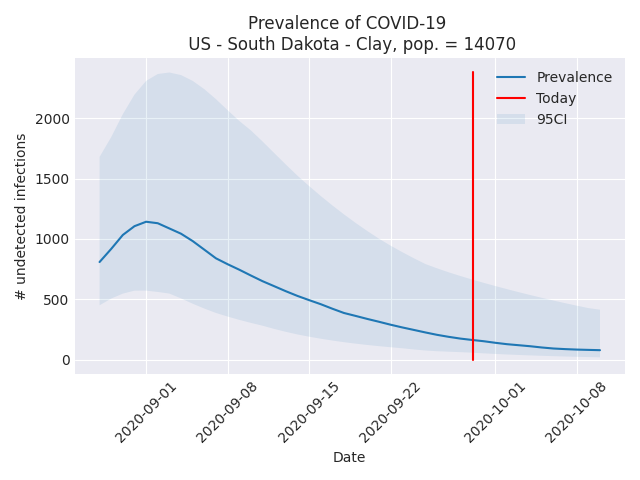 Prevalence of COVID-19
US - South Dakota - Clay, pop. = 14070
Prevalence
Today
95CI
# undetected infections
2000
1500
1000
500
0
2020-09-01
2020-09-08
2020-09-15
2020-09-22
2020-10-01
2020-10-08
Date